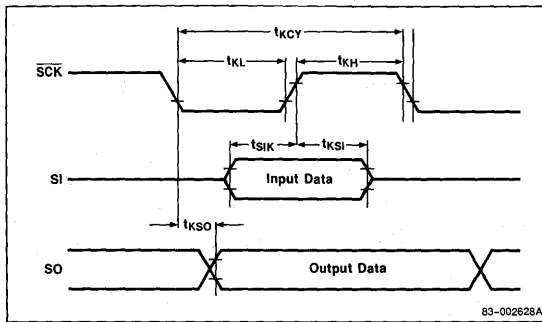 tKCY
tKL
tKH
SCK
tSIK
tKSI
SI
Input Data
tKSO
SO
Output Data
83-002628A